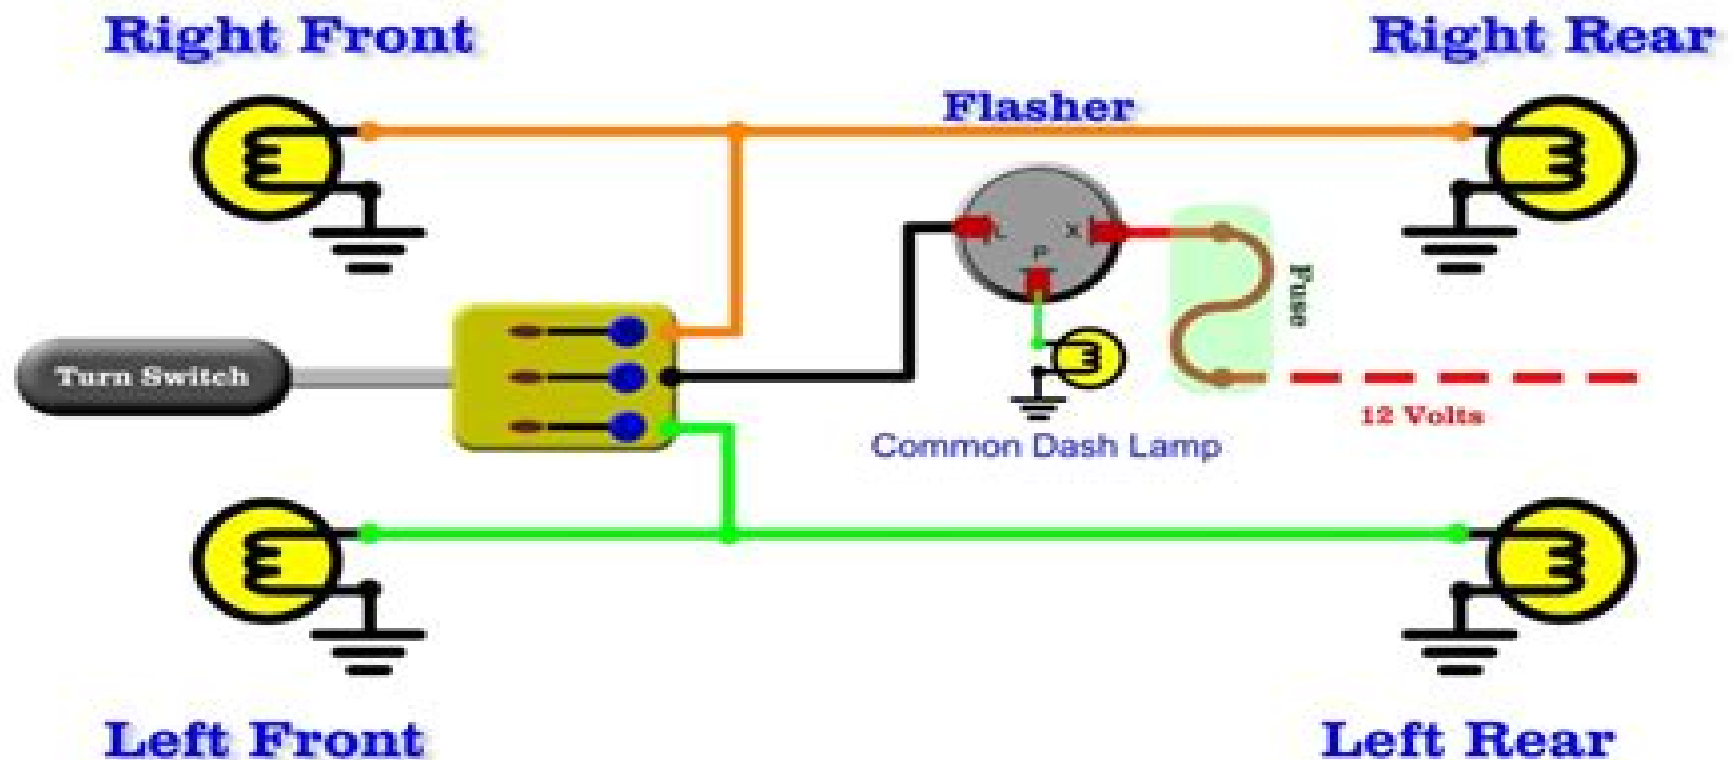 Right Front
Right Rear
Flasher
L
X
P
Fuse
Turn Switch
12 Volts
Common Dash Lamp
Left Front
Left Rear